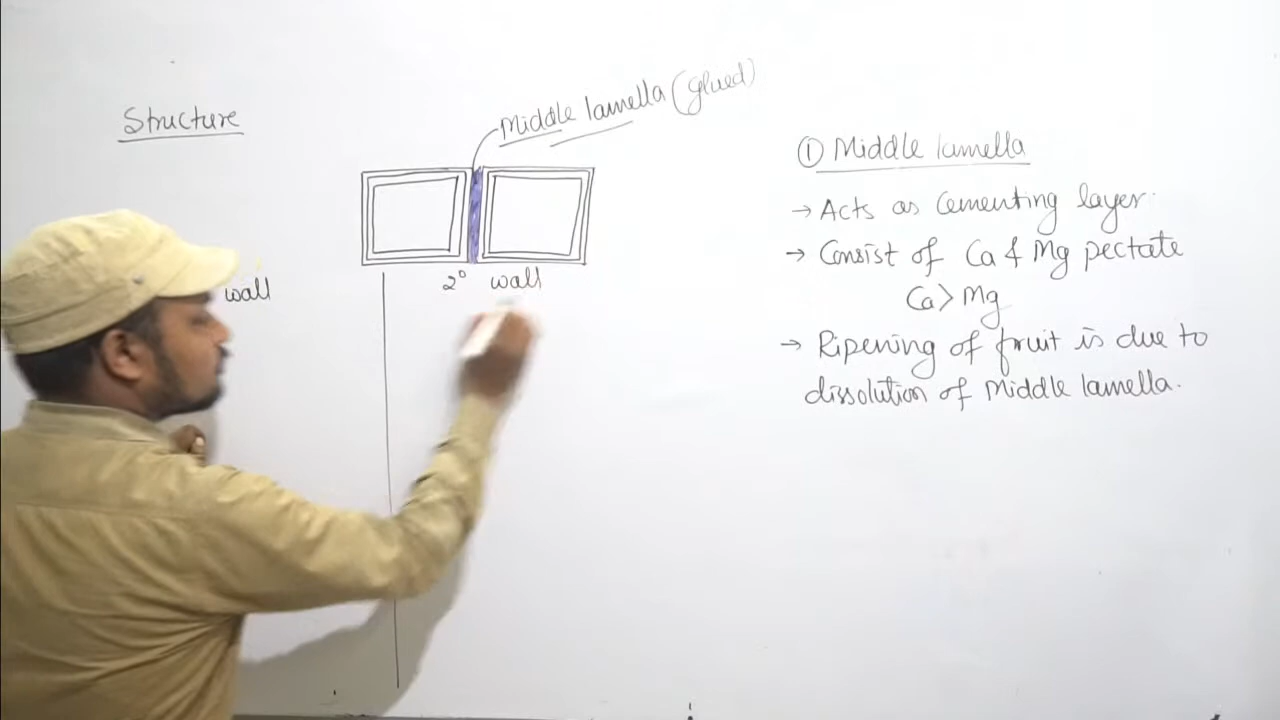 Structure
Middle lamella (glued)
wall
2° wall
① Middle lamella
→ Acts as Cementing layer.
→ Consist of Ca & Mg pectate
Ca > Mg
→ Ripening of fruit is due to
dissolution of Middle lamella.